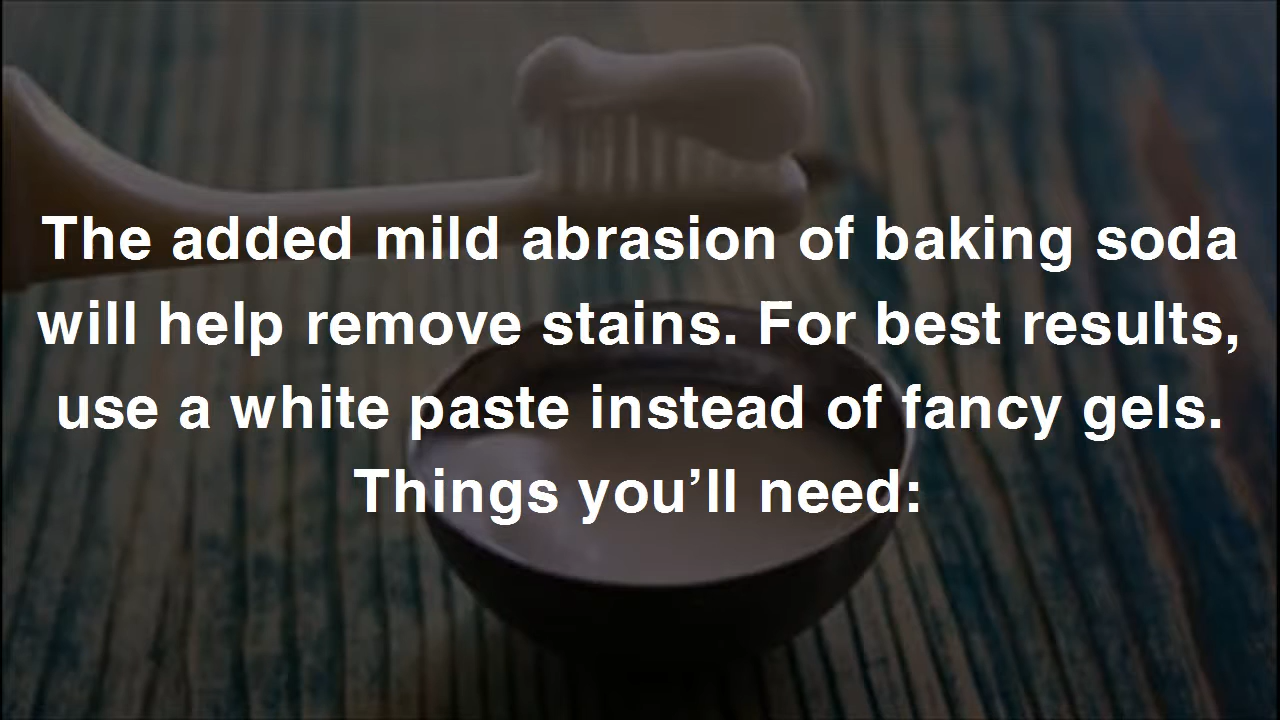 The added mild abrasion of baking soda
will help remove stains. For best results,
use a white paste instead of fancy gels.
Things you’ll need: